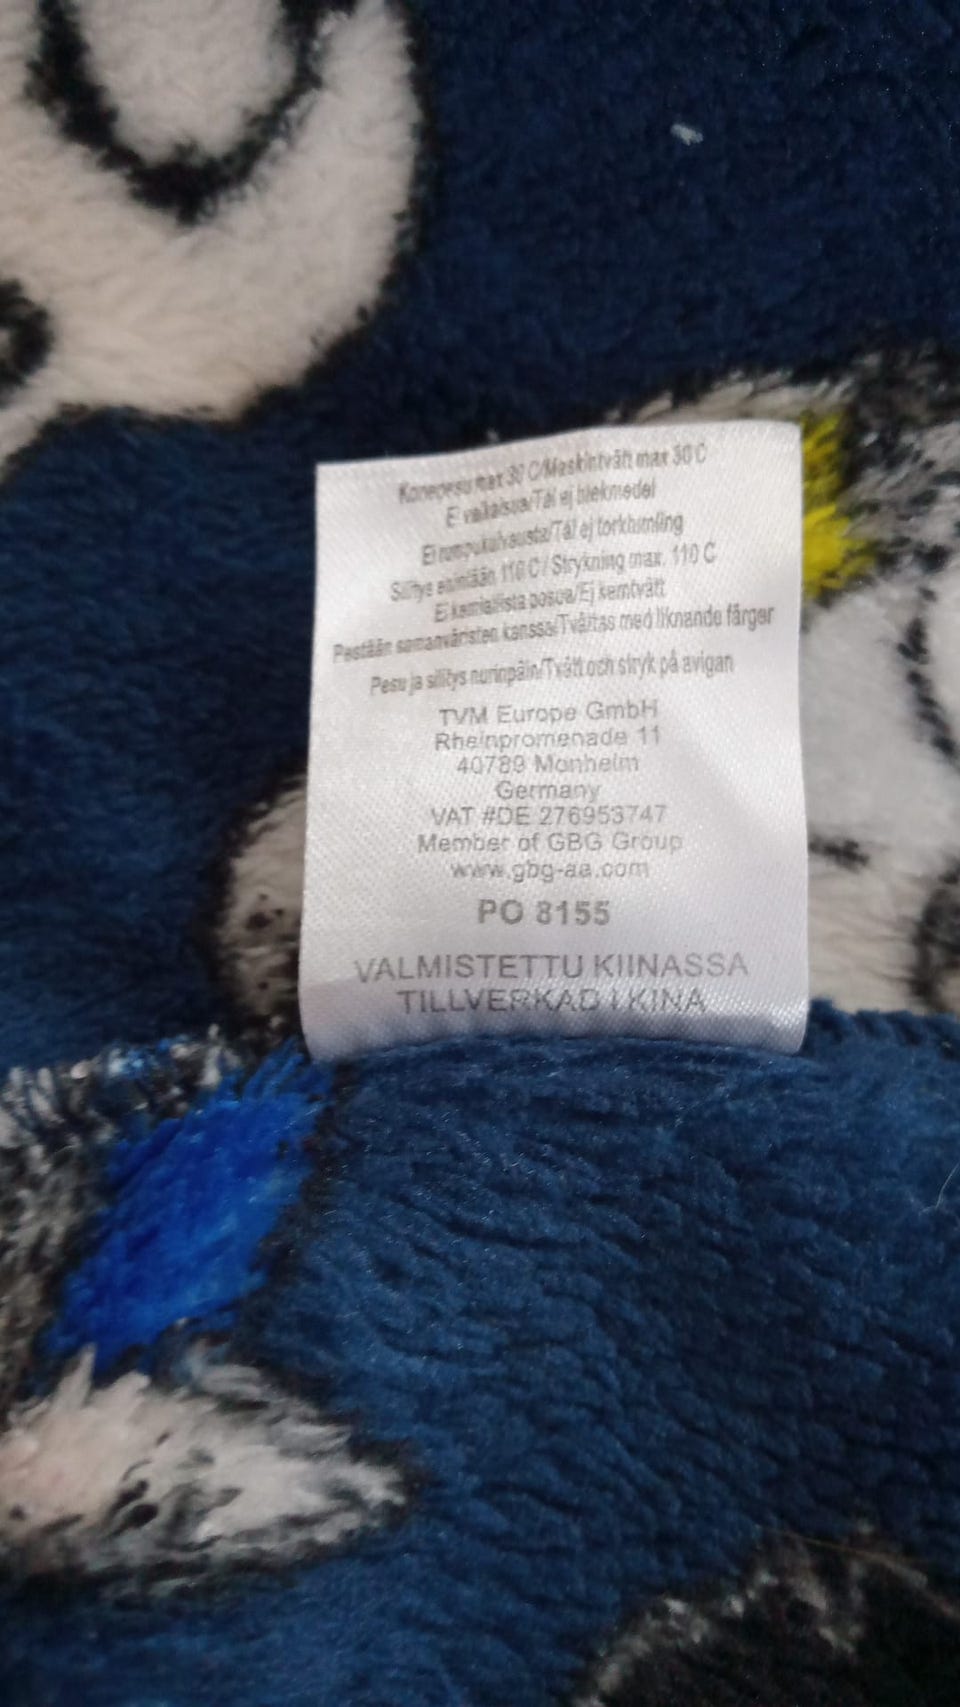 Konepesu max 30 C/Maskintvätt max 30 C
Ei valkaisua/Tål ej blekmedel
Ei rumpukuivausta/Tål ej torktumling
Silitys enintään 110 C / Strykning max. 110 C
Ei kemiallista pesua/Ej kemtvätt
Pestään samanväristen kanssa/Tvättas med liknande färger
Pesu ja silitys nurinpäin/Tvätt och stryk på avigan
TVM Europe GmbH
Rheinpromenade 11
40789 Monheim
Germany
VAT #DE 276953747
Member of GBG Group
www.gbg-aa.com
PO 8155
VALMISTETTU KIINASSA
TILLVERKAD I KINA